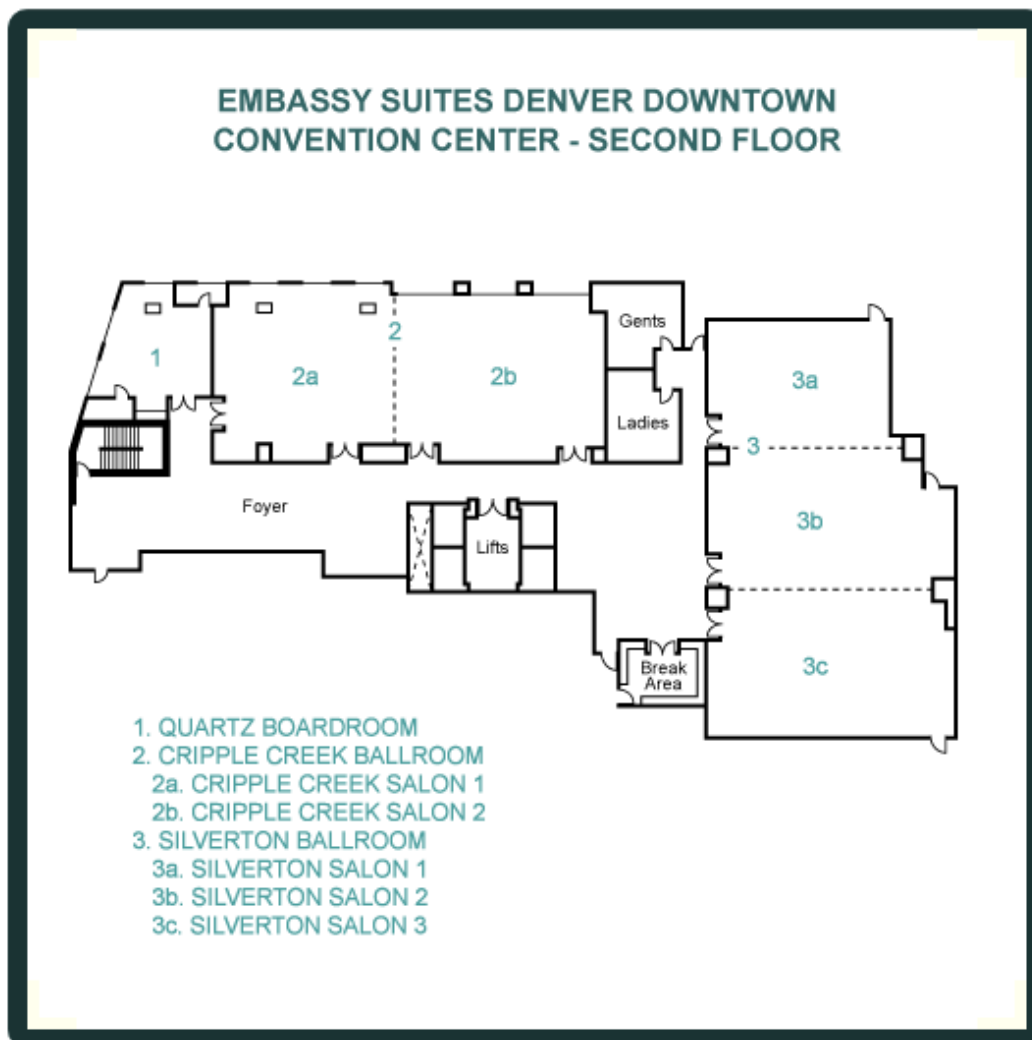 EMBASSY SUITES DENVER DOWNTOWN
CONVENTION CENTER - SECOND FLOOR
Gents
1
2
2a
2b
3a
Ladies
3
Foyer
3b
Lifts
Break
Area
3c
1. QUARTZ BOARDROOM
2. CRIPPLE CREEK BALLROOM
2a. CRIPPLE CREEK SALON 1
2b. CRIPPLE CREEK SALON 2
3. SILVERTON BALLROOM
3a. SILVERTON SALON 1
3b. SILVERTON SALON 2
3c. SILVERTON SALON 3